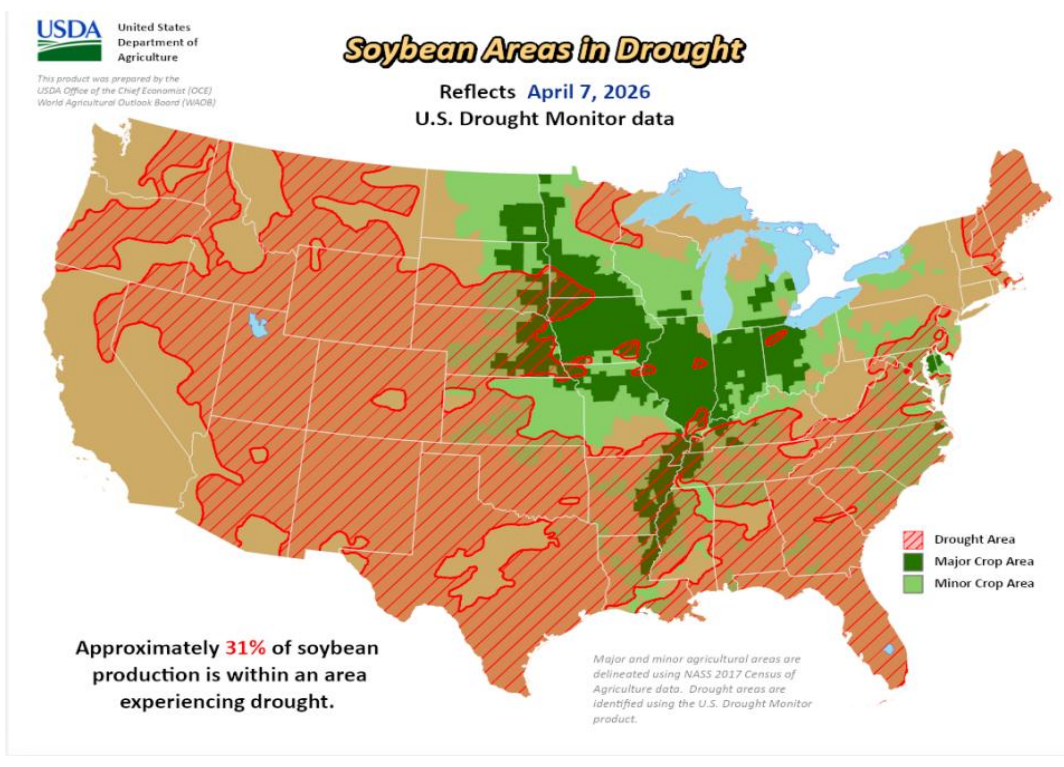 USDA
United States
Department of
Agriculture
This product was prepared by the
USDA Office of the Chief Economist (OCE)
World Agricultural Outlook Board (WAOB)
Soybean Areas in Drought
Reflects April 7, 2026
U.S. Drought Monitor data
Drought Area
Major Crop Area
Minor Crop Area
Approximately 31% of soybean
production is within an area
experiencing drought.
Major and minor agricultural areas are
delineated using NASS 2017 Census of
Agriculture data. Drought areas are
identified using the U.S. Drought Monitor
product.